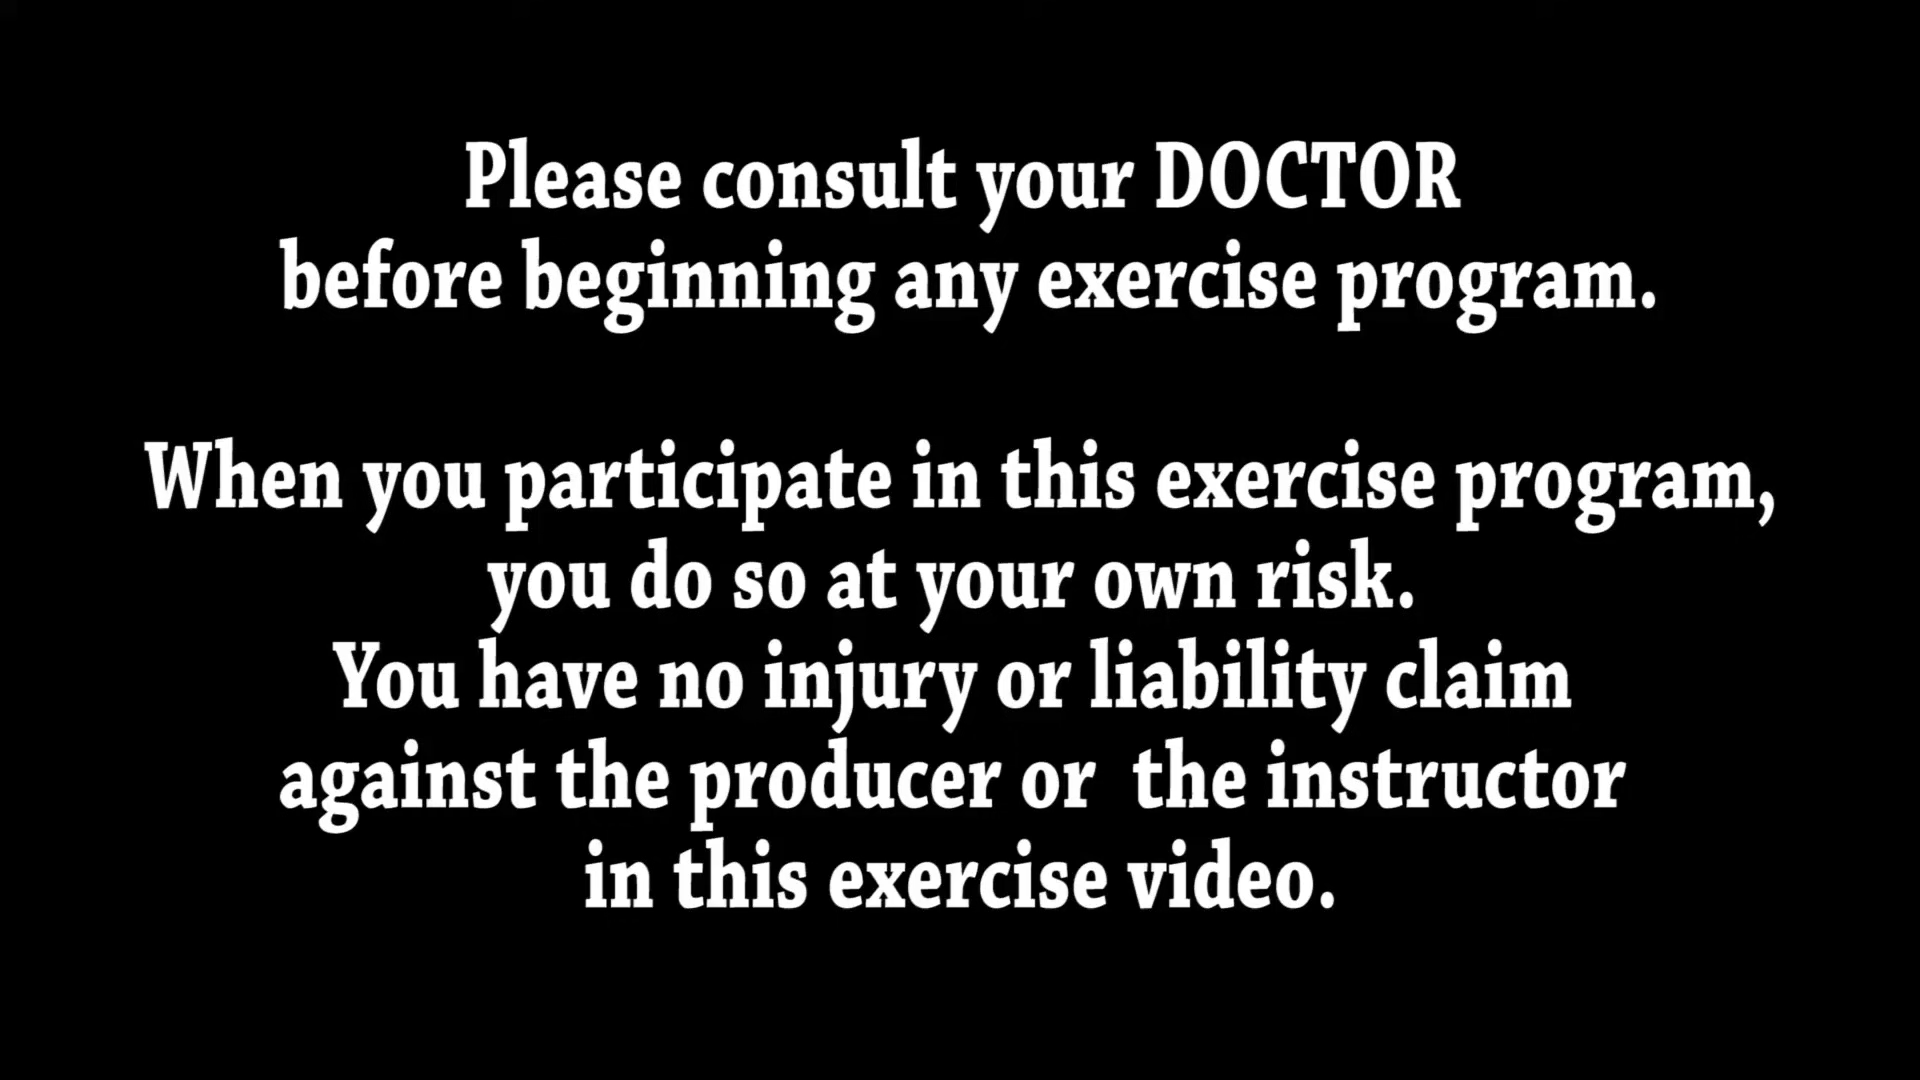 Please consult your DOCTOR
before beginning any exercise program.
When you participate in this exercise program,
you do so at your own risk.
You have no injury or liability claim
against the producer or  the instructor
in this exercise video.